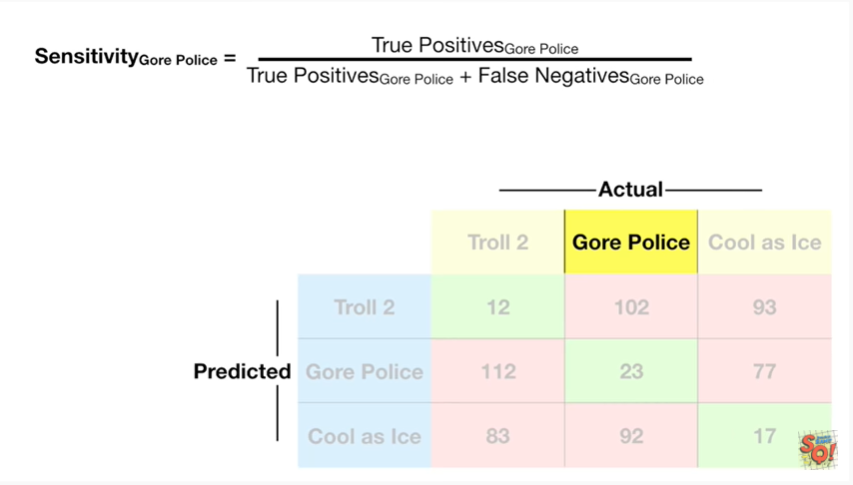 True PositivesGore Police
SensitivityGore Police =
True PositivesGore Police + False NegativesGore Police
Actual
Troll 2 Gore Police Cool as Ice
Troll 2 12 102 93
Predicted Gore Police 112 23 77
Cool as Ice 83 92 17
SQ!